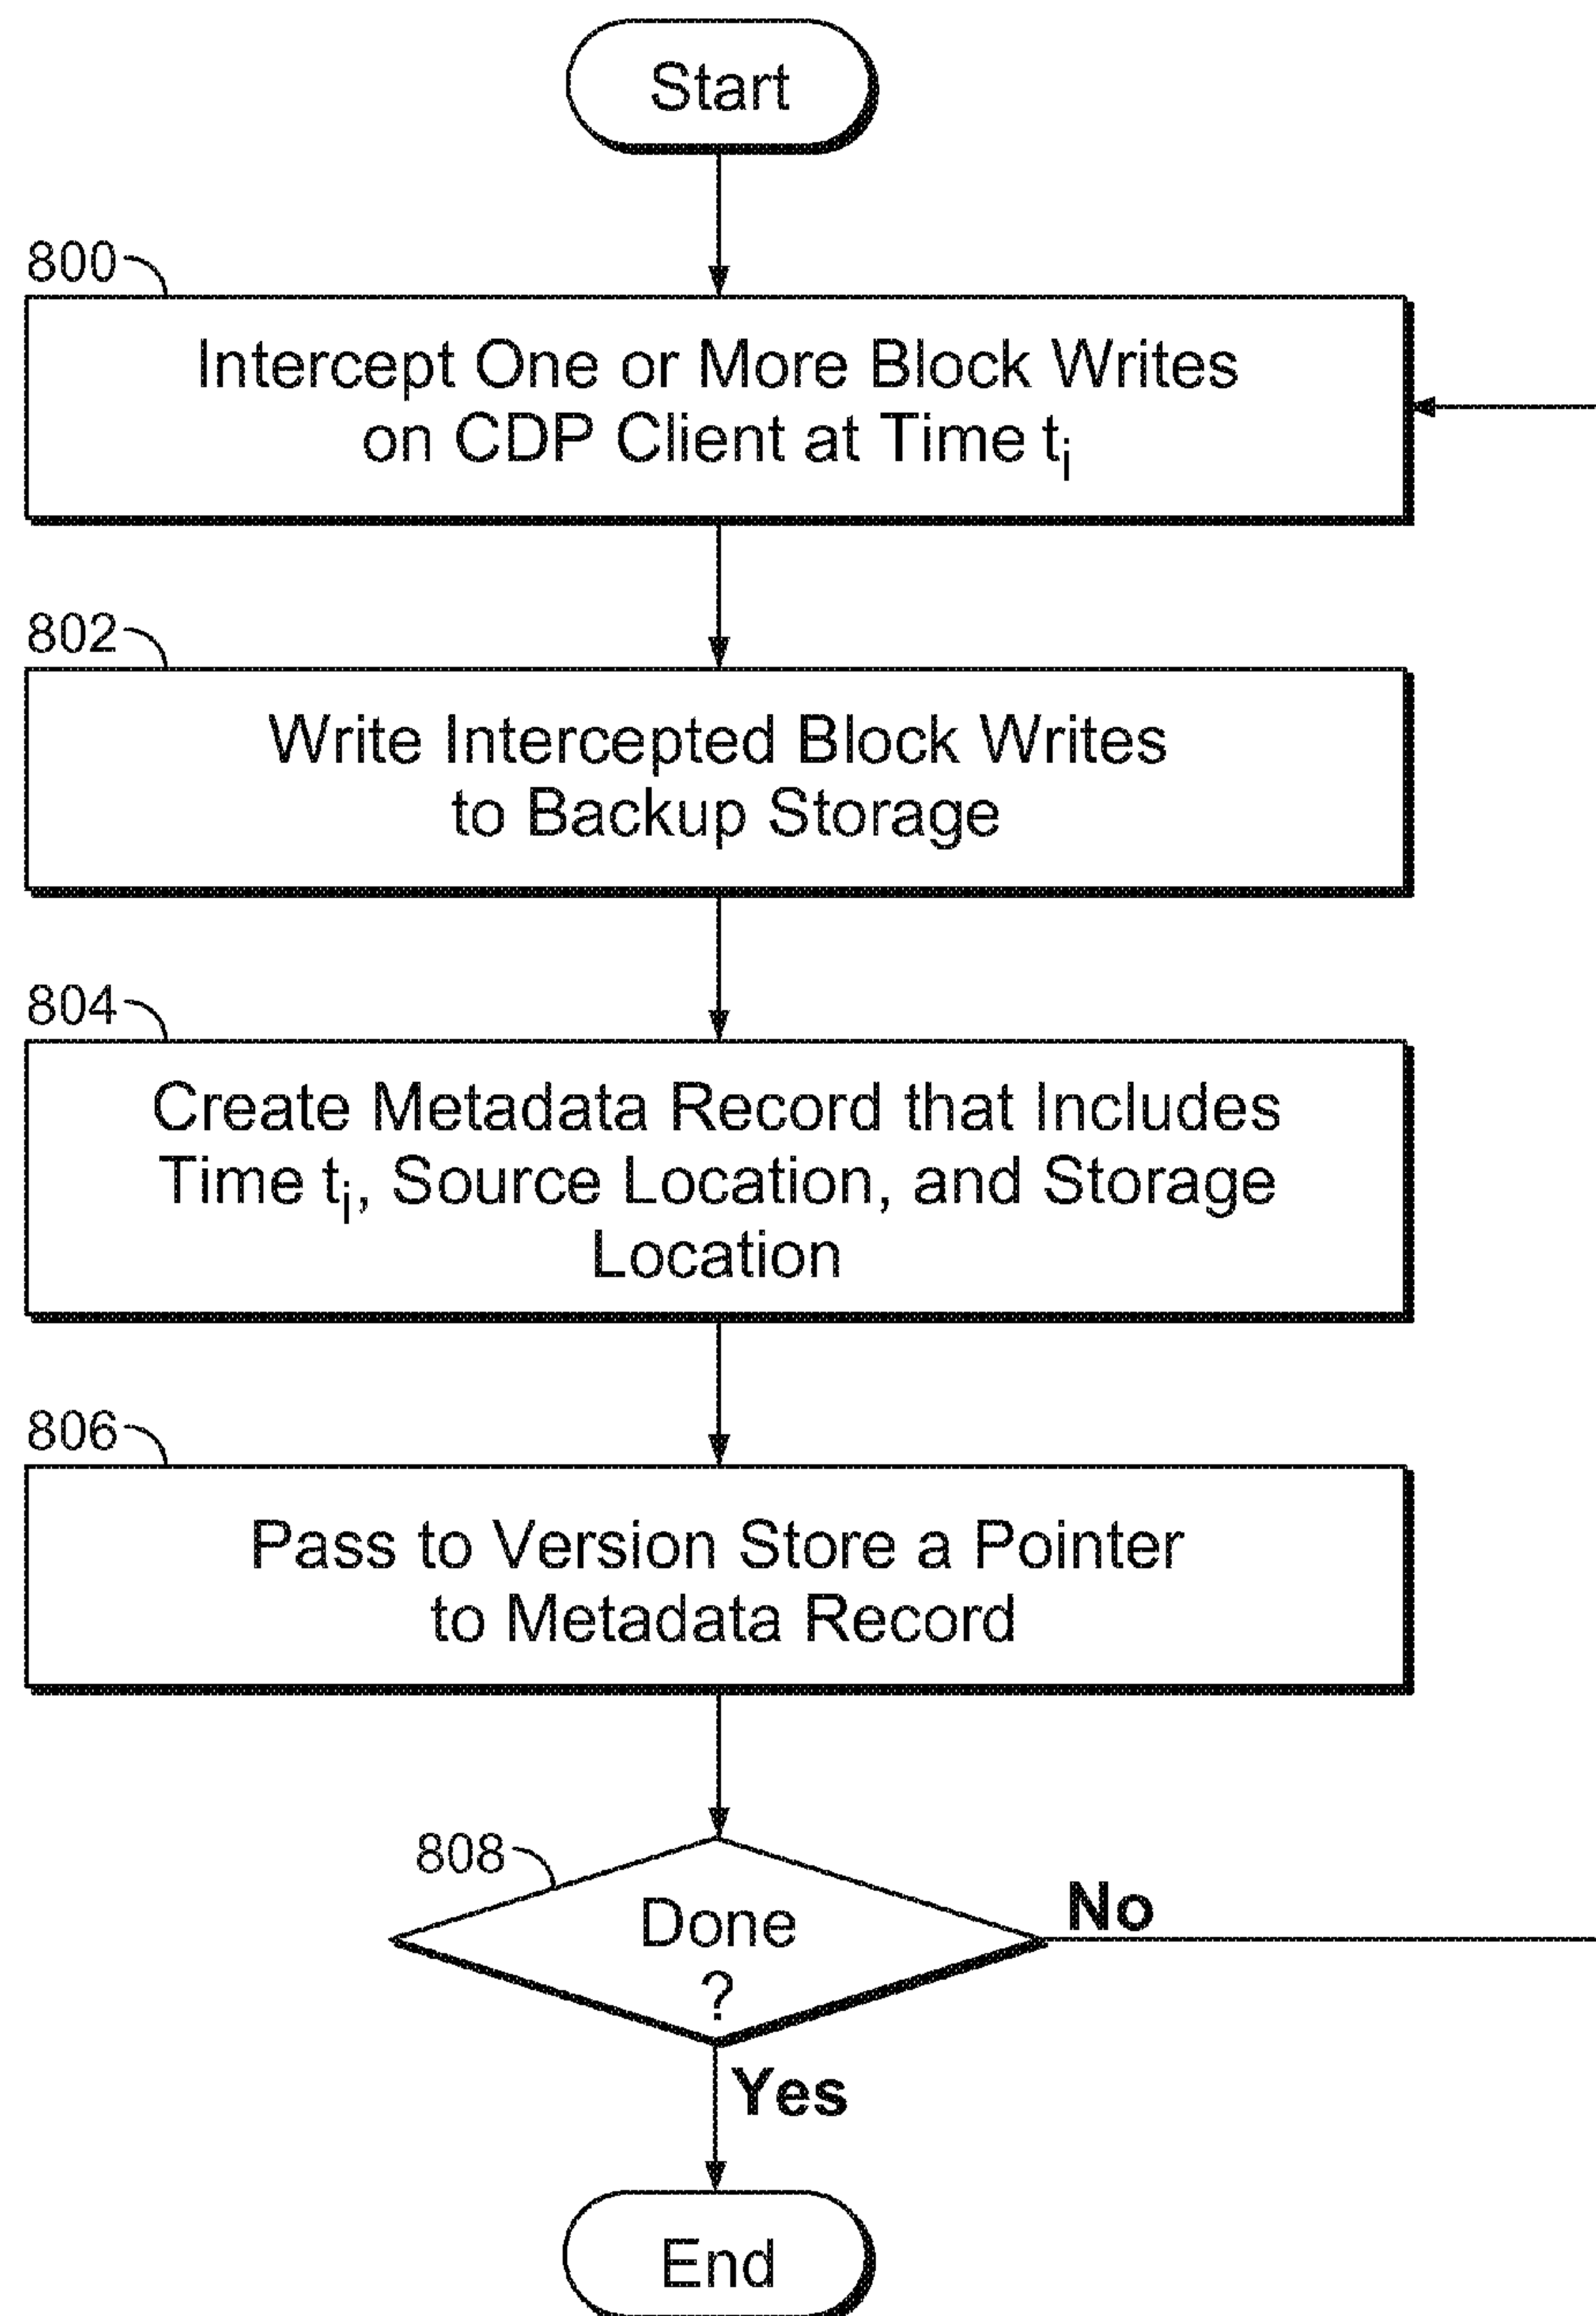 Start
800
Intercept One or More Block Writes
on CDP Client at Time ti
802
Write Intercepted Block Writes
to Backup Storage
804
Create Metadata Record that Includes
Time ti, Source Location, and Storage
Location
806
Pass to Version Store a Pointer
to Metadata Record
808
Done
?
No
Yes
End